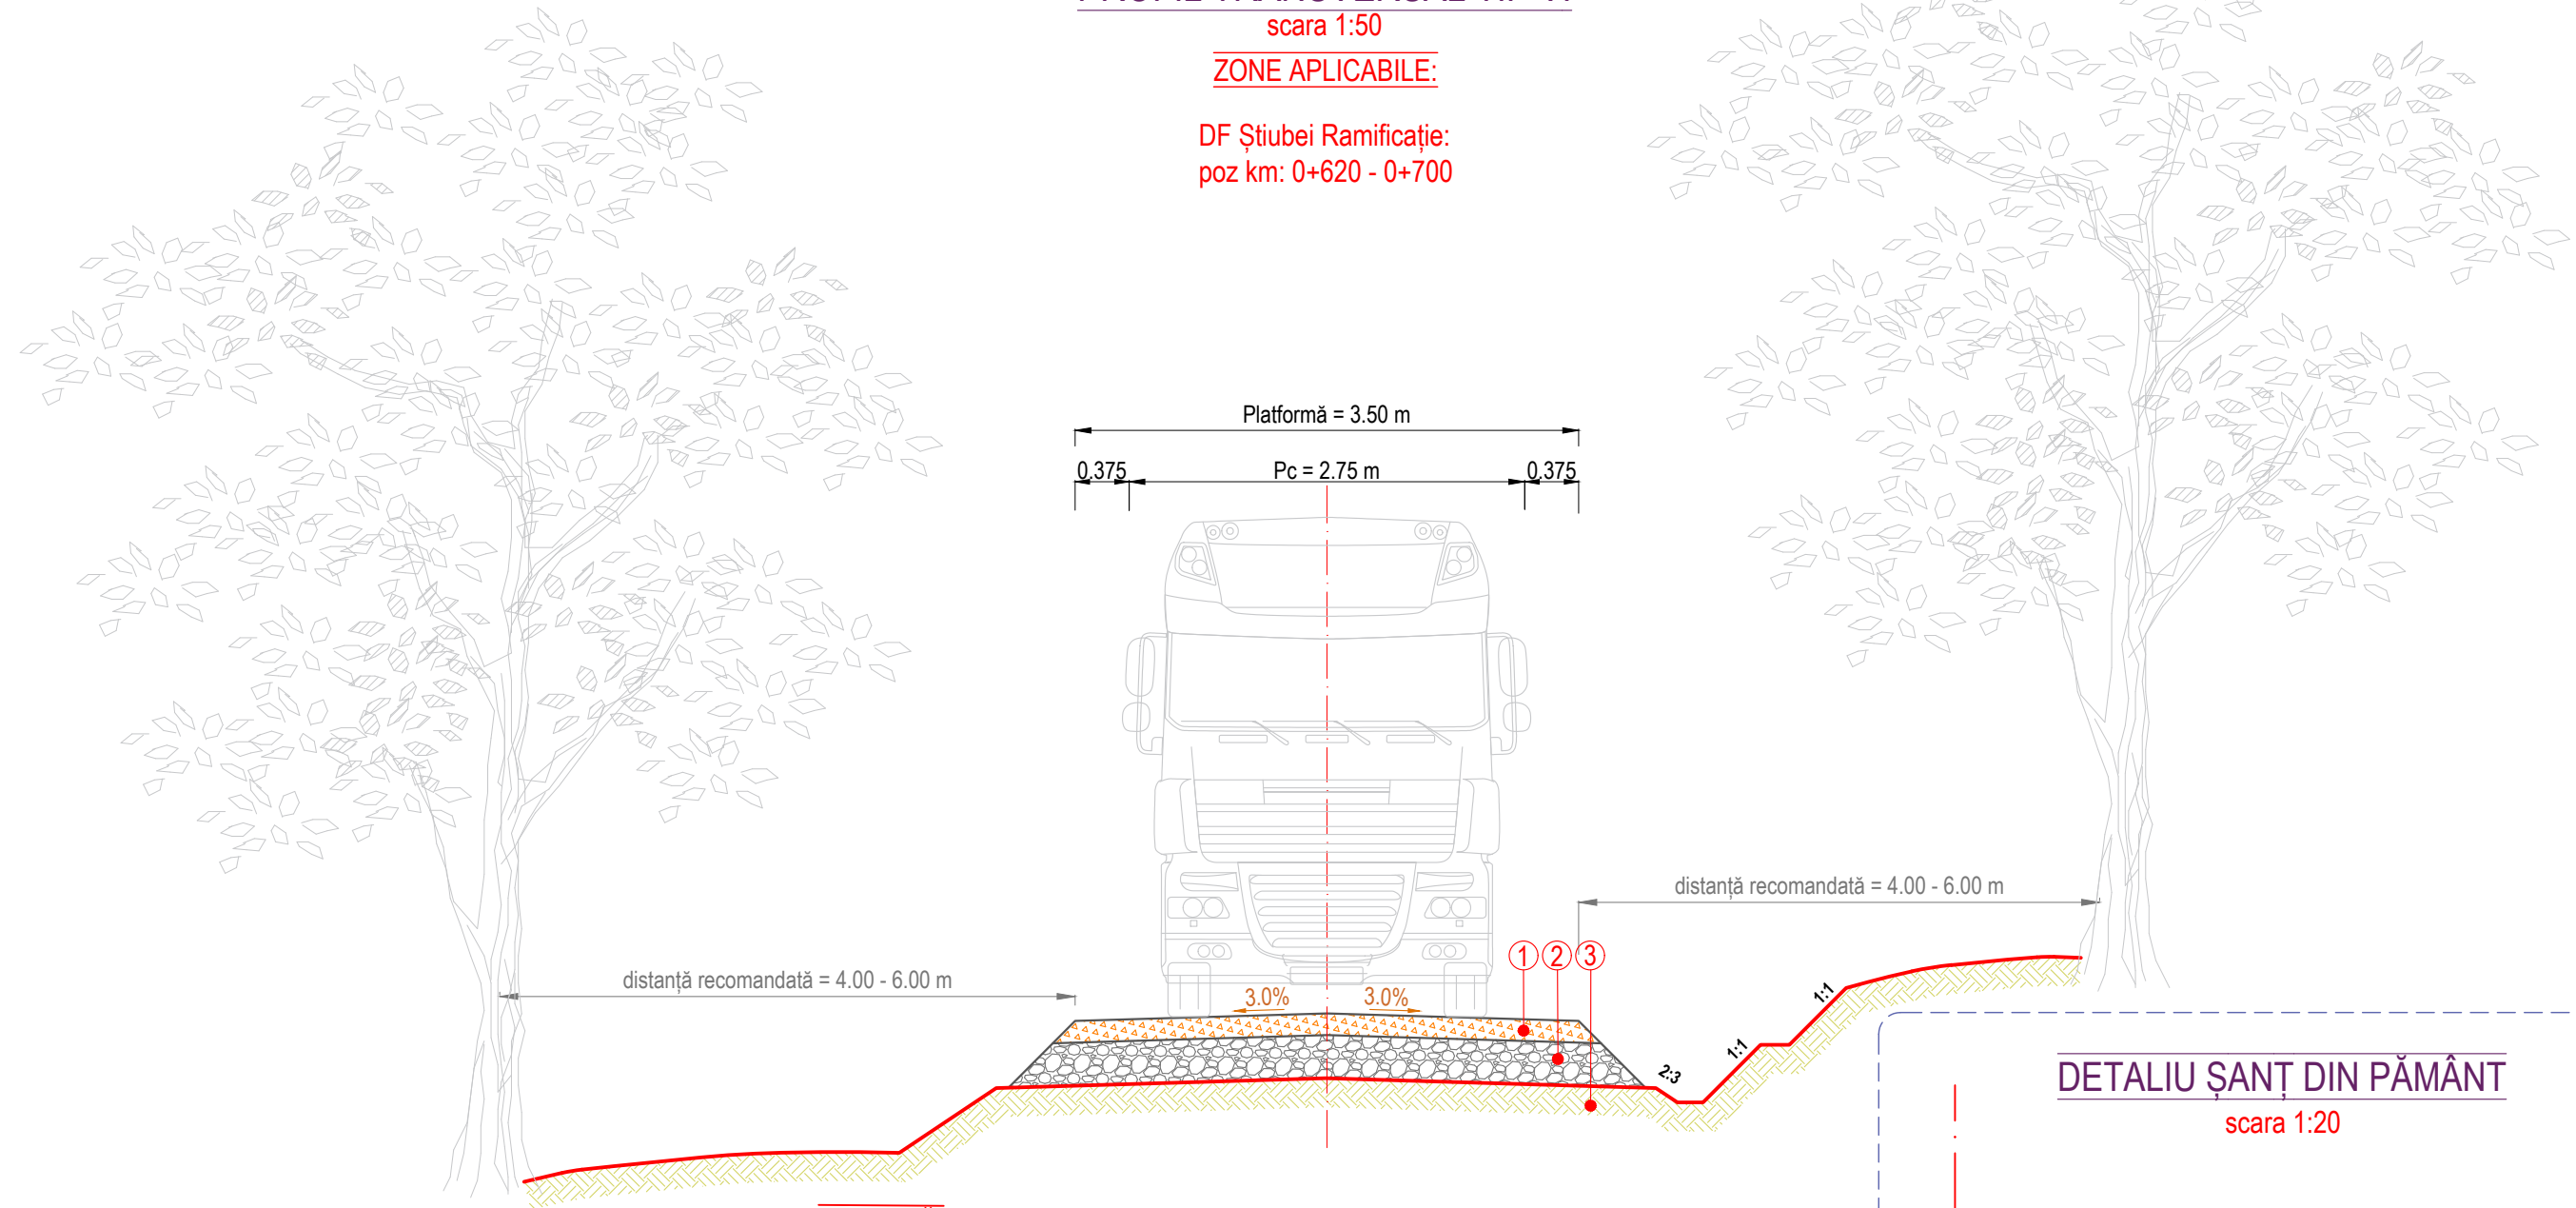 scara 1:50
ZONE APLICABILE:
DF Știubei Ramificație:
poz km: 0+620 - 0+700
Platformă = 3.50 m
0.375
Pc = 2.75 m
0.375
distanță recomandată = 4.00 - 6.00 m
1
2
3
distanță recomandată = 4.00 - 6.00 m
3.0%
3.0%
1:1
1:1
2:3
DETALIU ȘANȚ DIN PĂMÂNT
scara 1:20